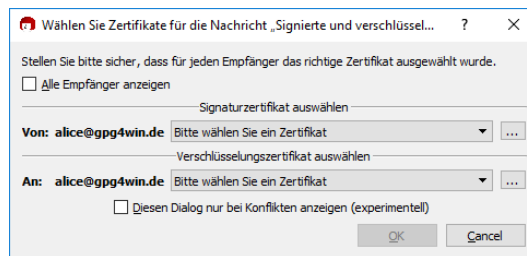 Wählen Sie Zertifikate für die Nachricht „Signierte und verschlüssel... ? ×
Stellen Sie bitte sicher, dass für jeden Empfänger das richtige Zertifikat ausgewählt wurde.
Alle Empfänger anzeigen
Signaturzertifikat auswählen
Von: alice@gpg4win.de Bitte wählen Sie ein Zertifikat ...
Verschlüsselungszertifikat auswählen
An: alice@gpg4win.de Bitte wählen Sie ein Zertifikat ...
Diesen Dialog nur bei Konflikten anzeigen (experimentell)
OK Cancel